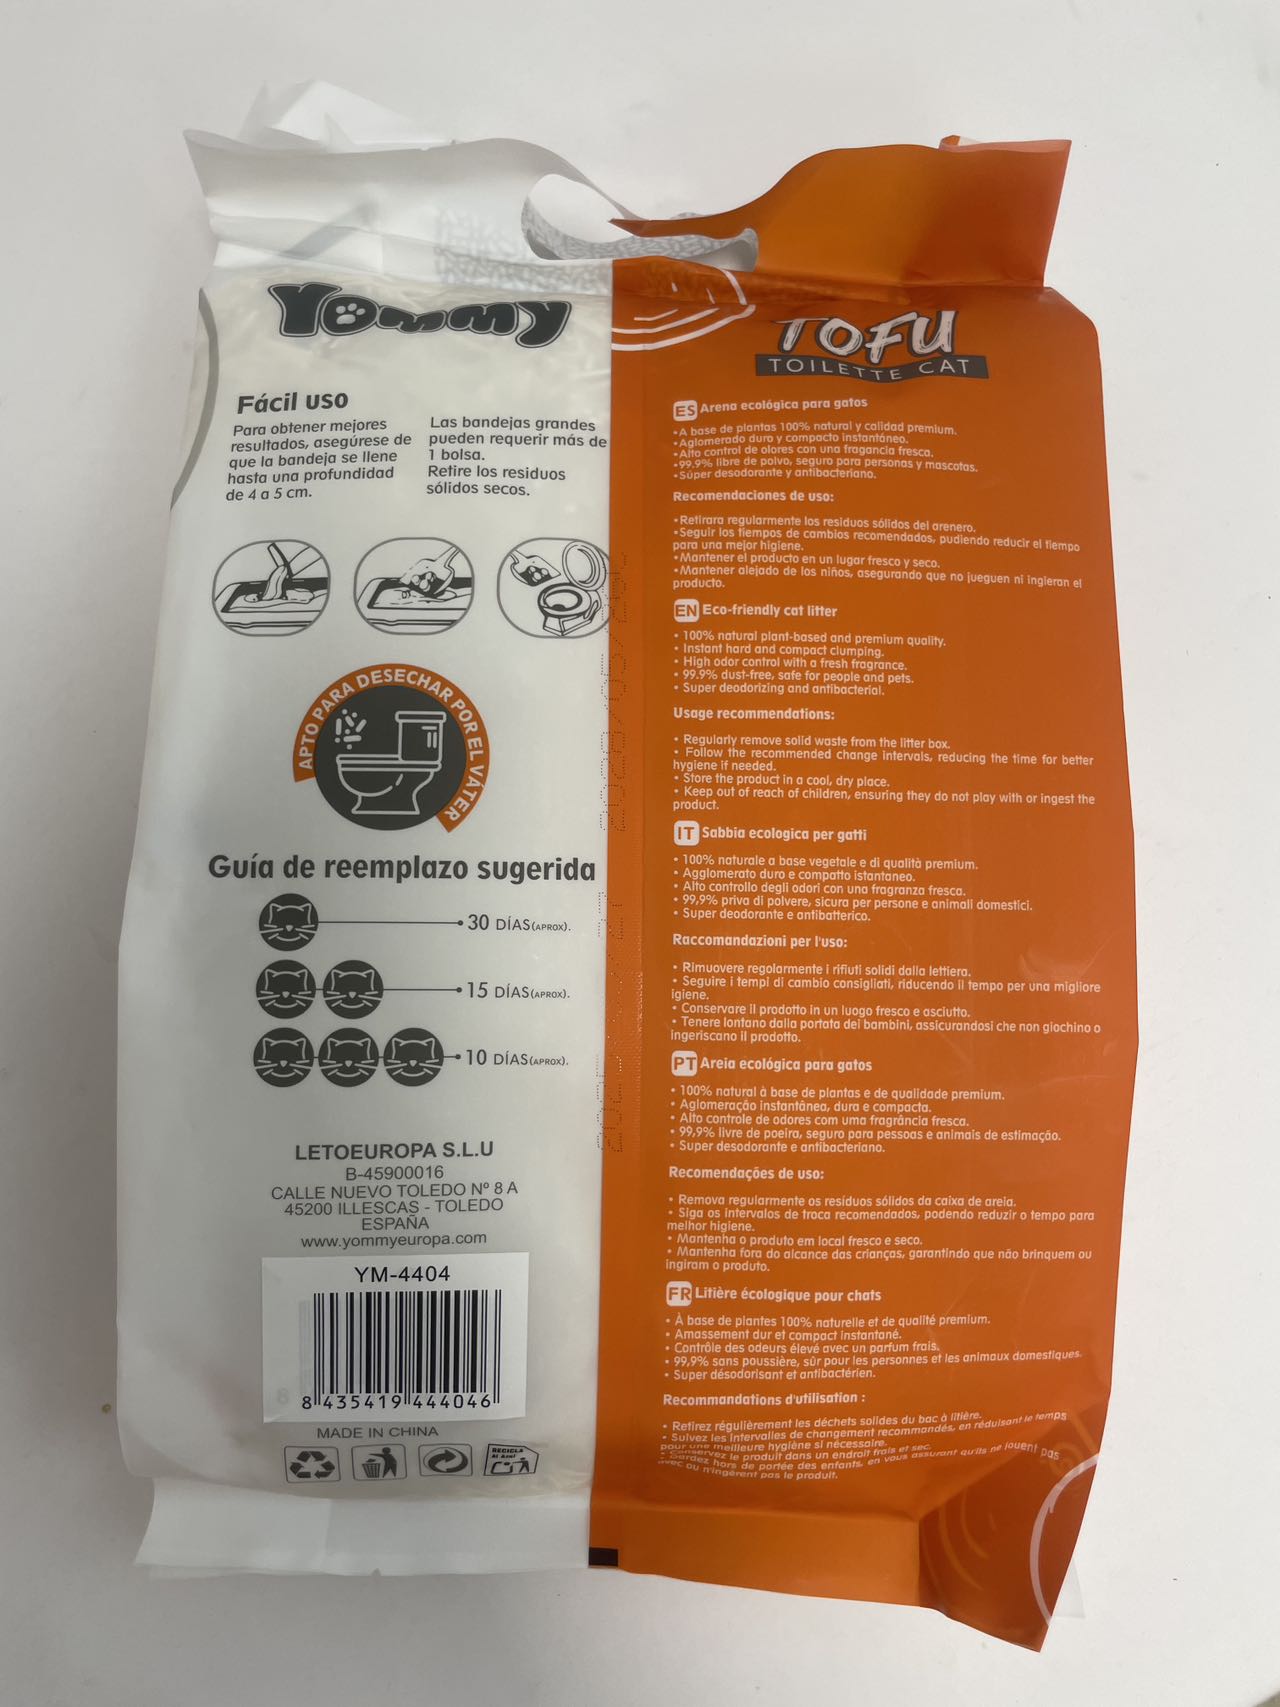 Yommy
Fácil uso
Para obtener mejores
resultados, asegúrese de
que la bandeja se llene
hasta una profundidad
de 4 a 5 cm.
Las bandejas grandes
pueden requerir más de
1 bolsa.
Retire los residuos
sólidos secos.
APTO PARA DESECHAR POR EL VÁTER
Guía de reemplazo sugerida
30 DÍAS(APROX).
15 DÍAS(APROX).
10 DÍAS(APROX).
LETOEUROPA S.L.U
B-45900016
CALLE NUEVO TOLEDO Nº 8 A
45200 ILLESCAS - TOLEDO
ESPAÑA
www.yommyeuropa.com
YM-4404
8 435419 444046
MADE IN CHINA
RECICLA
AL Amarillo
TOFU
TOILETTE CAT
ES Arena ecológica para gatos
•A base de plantas 100% natural y calidad premium.
•Aglomerado duro y compacto instantáneo.
•Alto control de olores con una fragancia fresca.
•99.9% libre de polvo, seguro para personas y mascotas.
•Súper desodorante y antibacteriano.
Recomendaciones de uso:
•Retirara regularmente los residuos sólidos del arenero.
•Seguir los tiempos de cambios recomendados, pudiendo reducir el tiempo
para una mejor higiene.
•Mantener el producto en un lugar fresco y seco.
•Mantener alejado de los niños, asegurando que no jueguen ni ingieran el
producto.
EN Eco-friendly cat litter
• 100% natural plant-based and premium quality.
• Instant hard and compact clumping.
• High odor control with a fresh fragrance.
• 99.9% dust-free, safe for people and pets.
• Super deodorizing and antibacterial.
Usage recommendations:
• Regularly remove solid waste from the litter box.
• Follow the recommended change intervals, reducing the time for better
hygiene if needed.
• Store the product in a cool, dry place.
• Keep out of reach of children, ensuring they do not play with or ingest the
product.
IT Sabbia ecologica per gatti
• 100% naturale a base vegetale e di qualità premium.
• Agglomerato duro e compatto istantaneo.
• Alto controllo degli odori con una fragranza fresca.
• 99,9% priva di polvere, sicura per persone e animali domestici.
• Super deodorante e antibatterico.
Raccomandazioni per l'uso:
• Rimuovere regolarmente i rifiuti solidi dalla lettiera.
• Seguire i tempi di cambio consigliati, riducendo il tempo per una migliore
igiene.
• Conservare il prodotto in un luogo fresco e asciutto.
• Tenere lontano dalla portata dei bambini, assicurandosi che non giochino o
ingeriscano il prodotto.
PT Areia ecológica para gatos
• 100% natural à base de plantas e de qualidade premium.
• Aglomeração instantânea, dura e compacta.
• Alto controle de odores com uma fragrância fresca.
• 99,9% livre de poeira, seguro para pessoas e animais de estimação.
• Super desodorante e antibacteriano.
Recomendações de uso:
• Remova regularmente os resíduos sólidos da caixa de areia.
• Siga os intervalos de troca recomendados, podendo reduzir o tempo para
melhor higiene.
• Mantenha o produto em local fresco e seco.
• Mantenha fora do alcance das crianças, garantindo que não brinquem ou
ingiram o produto.
FR Litière écologique pour chats
• À base de plantes 100% naturelle et de qualité premium.
• Amassement dur et compact instantané.
• Contrôle des odeurs élevé avec un parfum frais.
• 99,9% sans poussière, sûr pour les personnes et les animaux domestiques.
• Super désodorisant et antibactérien.
Recommandations d'utilisation :
• Retirez régulièrement les déchets solides du bac à litière.
• Suivez les intervalles de changement recommandés, en réduisant le temps
pour une meilleure hygiène si nécessaire.
• Conservez le produit dans un endroit frais et sec.
• Gardez hors de portée des enfants, en vous assurant qu'ils ne jouent pas
avec ou n'ingèrent pas le produit.